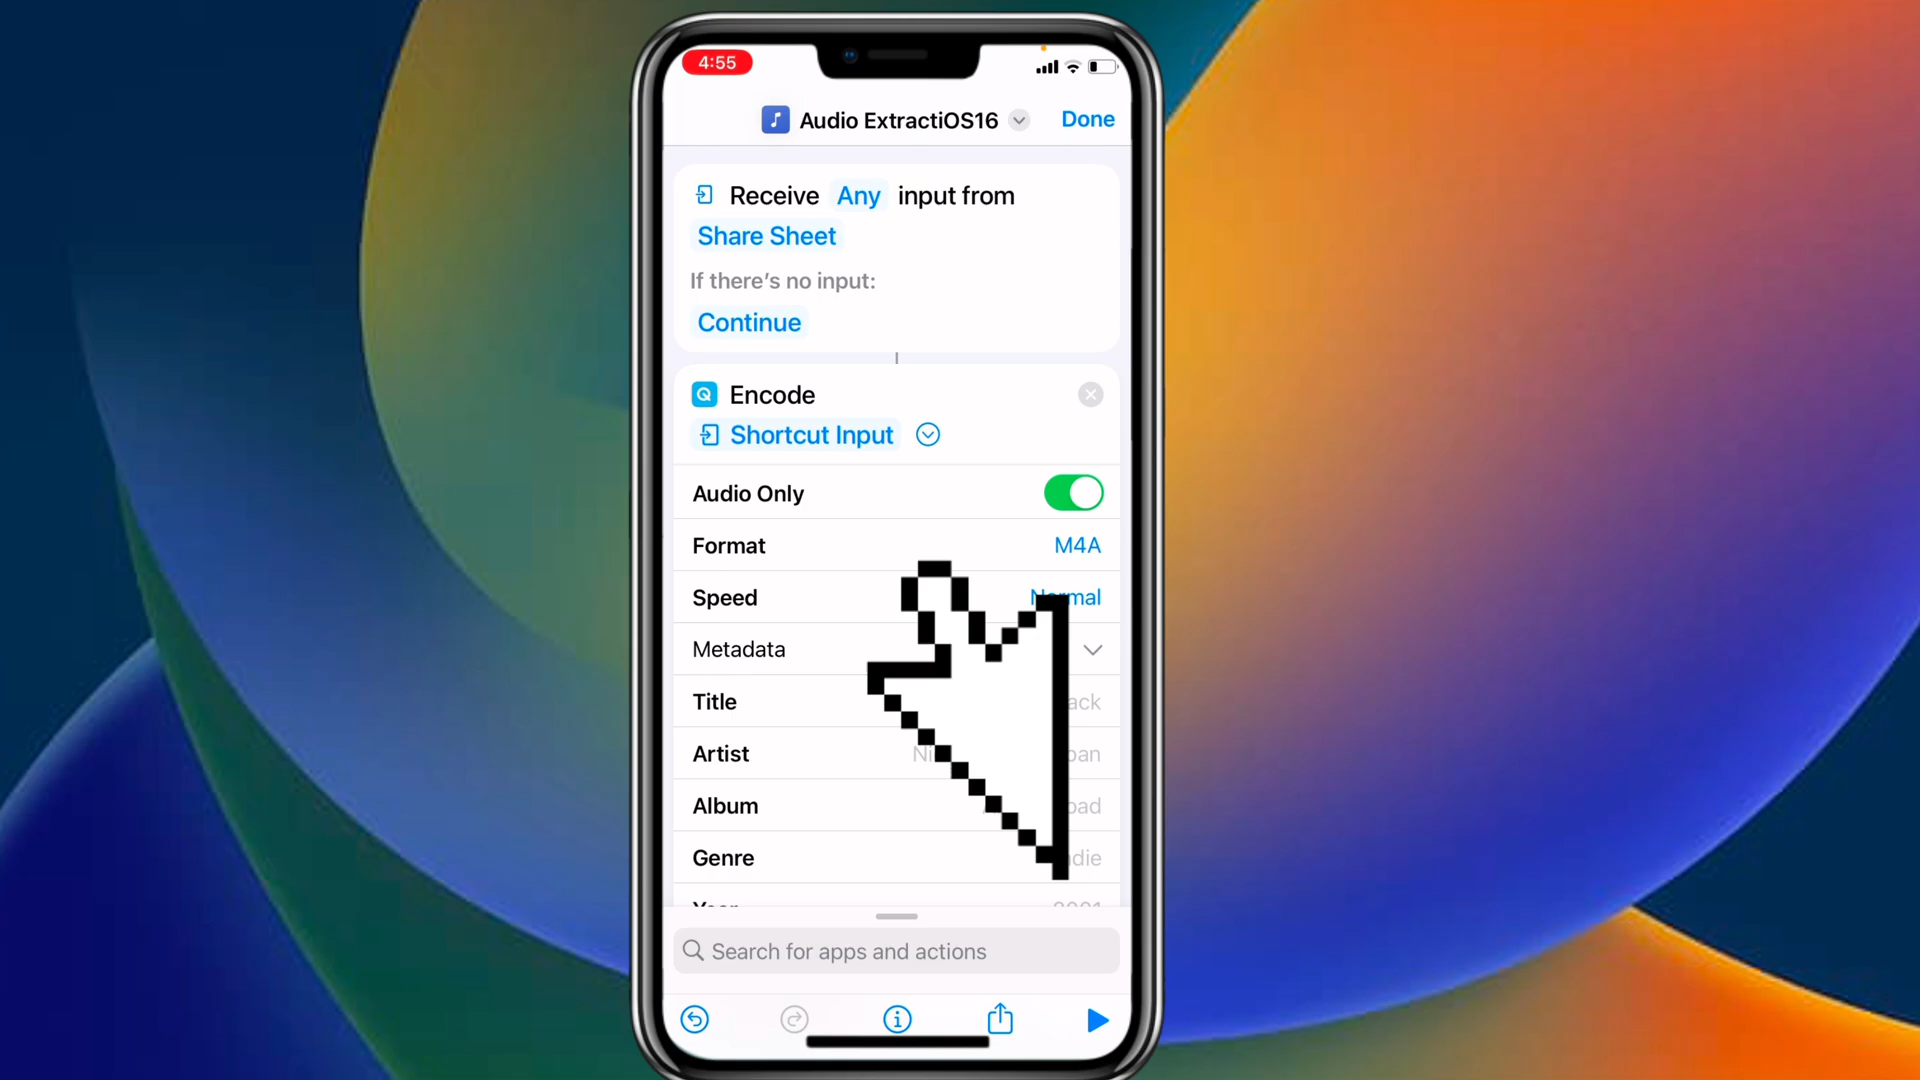 4:55
Audio ExtractiOS16
Done
Receive Any input from
Share Sheet
If there's no input:
Continue
Encode
Shortcut Input
Audio Only
Format M4A
Speed Normal
Metadata
Title
Artist
Album
Genre
Search for apps and actions